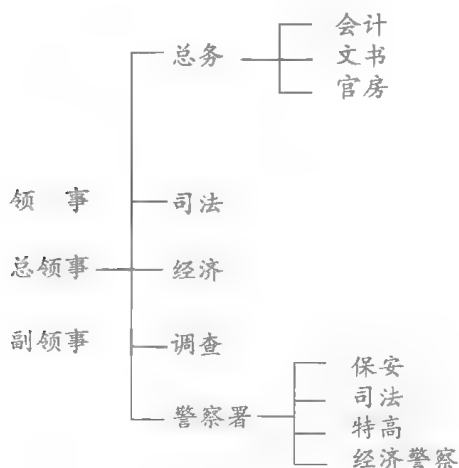 会计
总务
文书
官房
领 事
司法
总领事
经济
副领事
调查
保安
司法
警察署
特高
经济警察